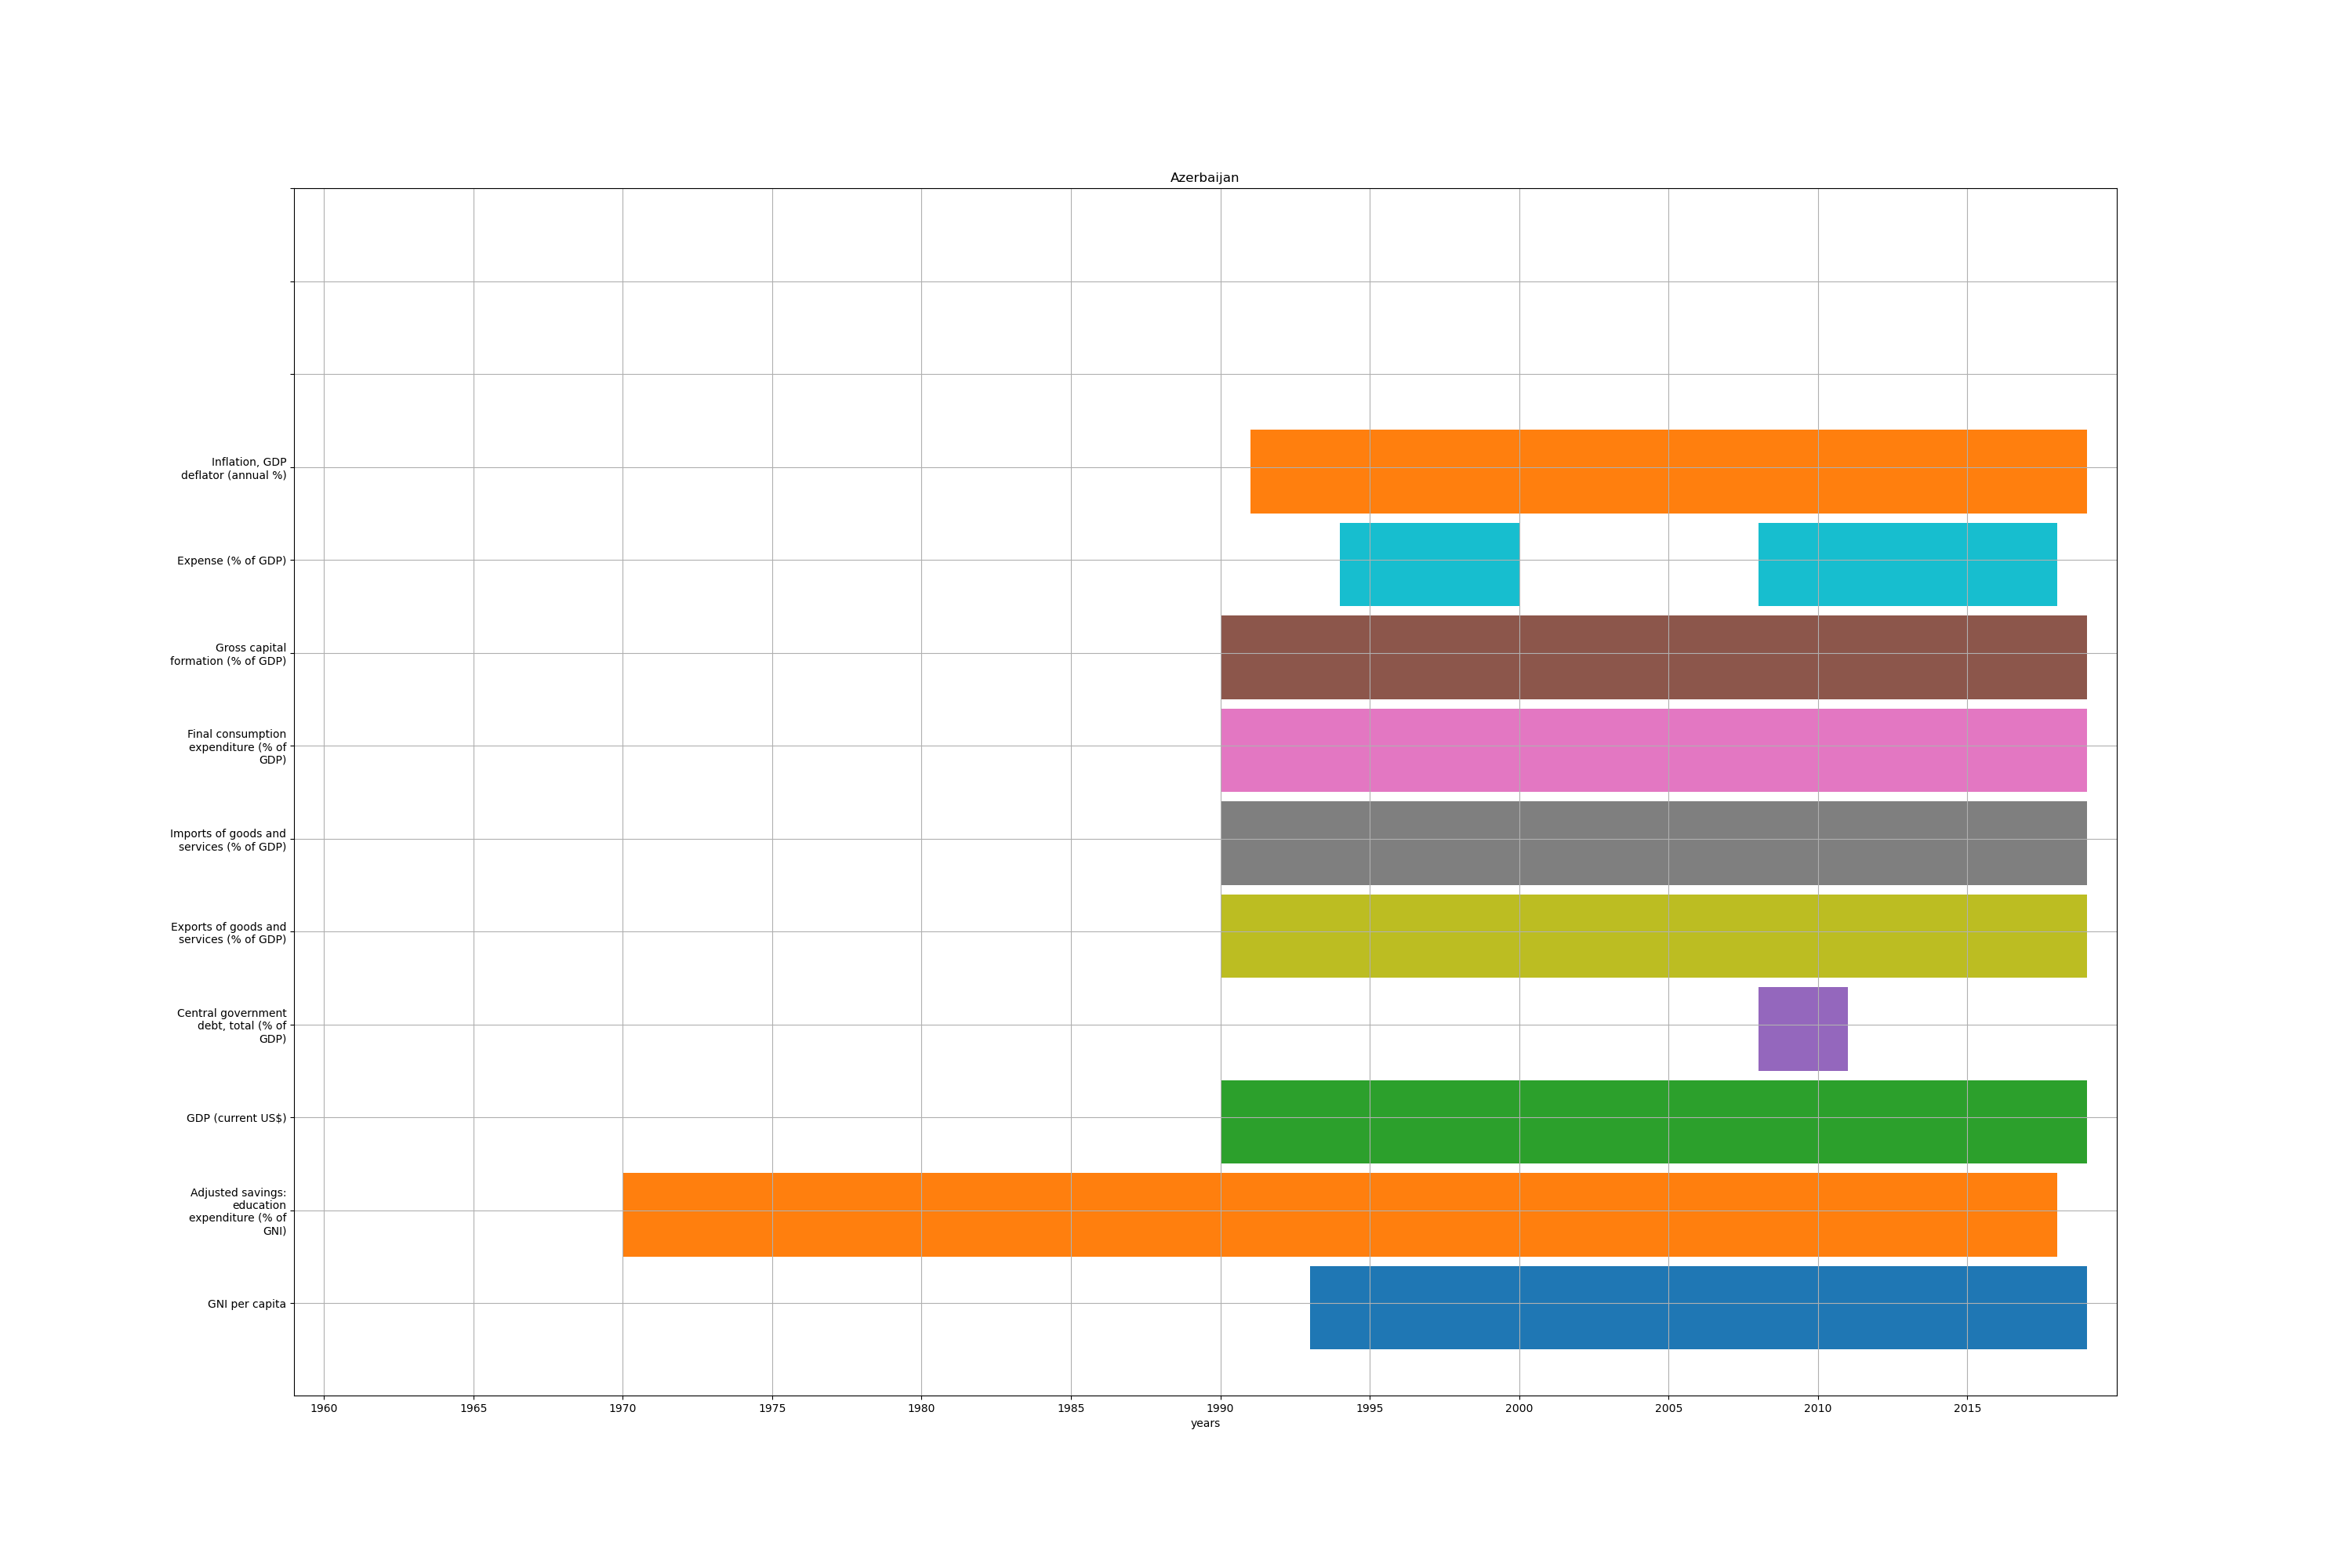 Azerbaijan
Inflation, GDP
deflator (annual %)
Expense (% of GDP)
Gross capital
formation (% of GDP)
Final consumption
expenditure (% of
GDP)
Imports of goods and
services (% of GDP)
Exports of goods and
services (% of GDP)
Central government
debt, total (% of
GDP)
GDP (current US$)
Adjusted savings:
education
expenditure (% of
GNI)
GNI per capita
1960 1965 1970 1975 1980 1985 1990 1995 2000 2005 2010 2015
years